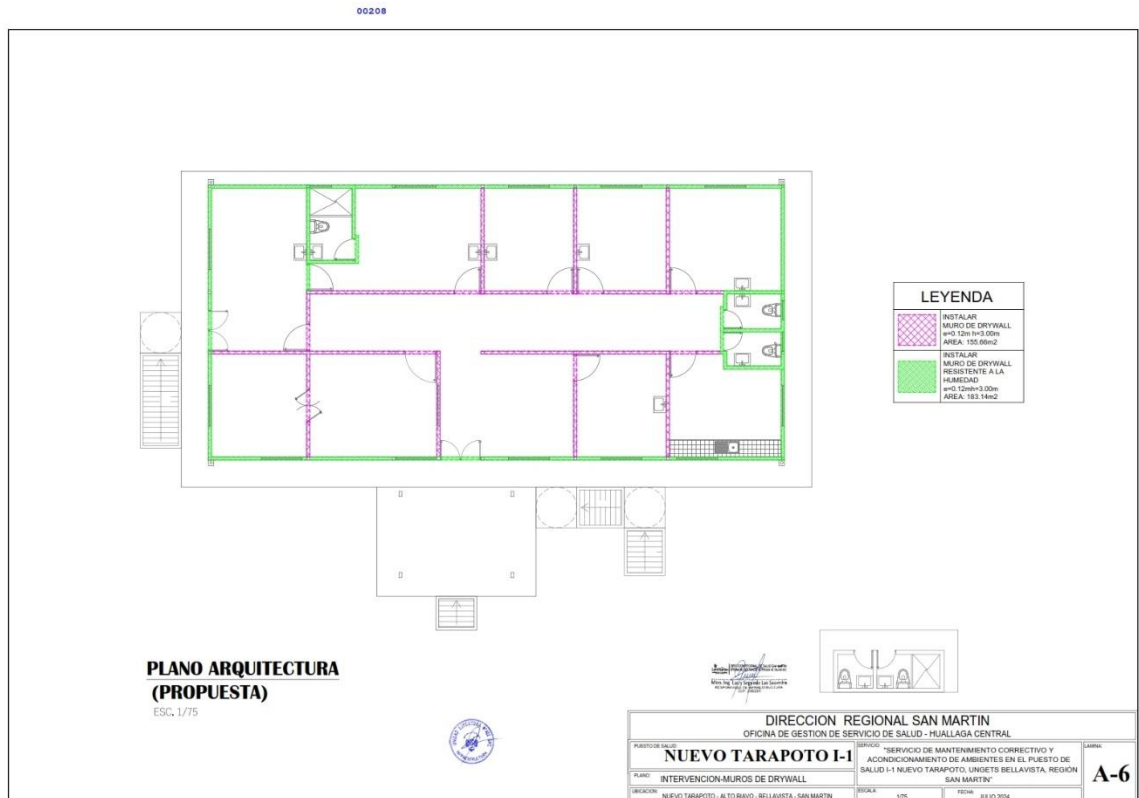 00208
LEYENDA
INSTALAR
MURO DE DRYWALL
e=0.12m h=3.00m
AREA: 155.66m2
INSTALAR
MURO DE DRYWALL
RESISTENTE A LA
HUMEDAD
e=0.12mh=3.00m
AREA: 183.14m2
PLANO ARQUITECTURA
(PROPUESTA)
ESC. 1/75
DIRECCION REGIONAL SAN MARTIN
OFICINA DE GESTION DE SERVICIO DE SALUD - HUALLAGA CENTRAL
PUESTO DE SALUD:
NUEVO TARAPOTO I-1
PLANO:
INTERVENCION-MUROS DE DRYWALL
UBICACION:
NUEVO TARAPOTO - ALTO BIAVO - BELLAVISTA - SAN MARTIN
SERVICIO:
"SERVICIO DE MANTENIMIENTO CORRECTIVO Y
ACONDICIONAMIENTO DE AMBIENTES EN EL PUESTO DE
SALUD I-1 NUEVO TARAPOTO, UNGETS BELLAVISTA, REGIÓN
SAN MARTIN"
ESCALA:
1/75
FECHA:
JULIO 2024
LAMINA:
A-6